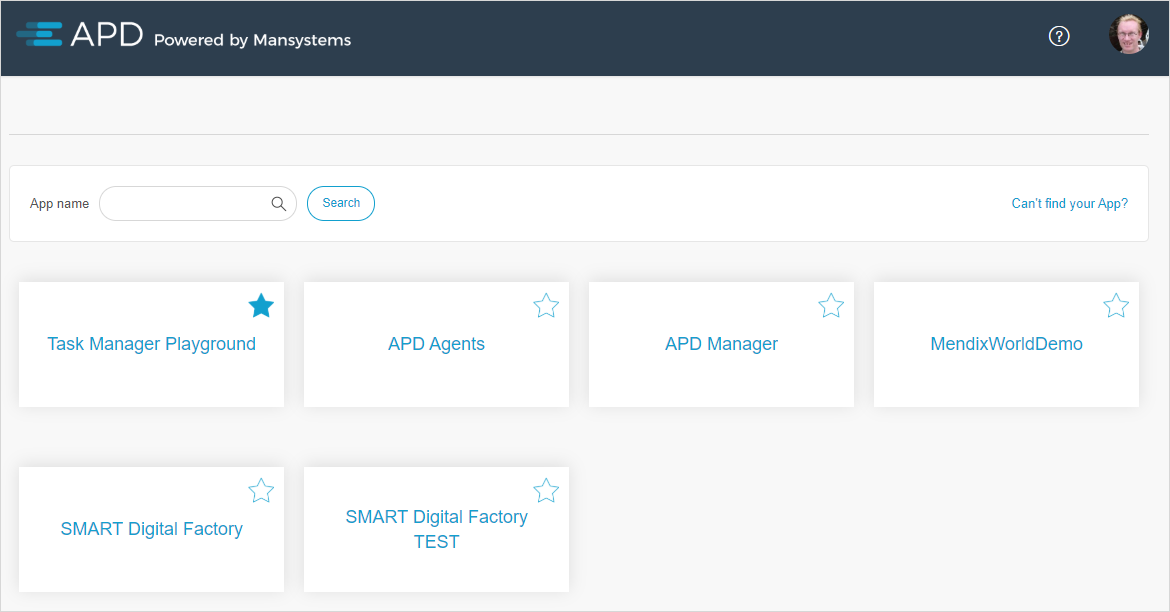 APD Powered by Mansystems
?
App name
Search
Can't find your App?
Task Manager Playground
APD Agents
APD Manager
MendixWorldDemo
SMART Digital Factory
SMART Digital Factory
TEST